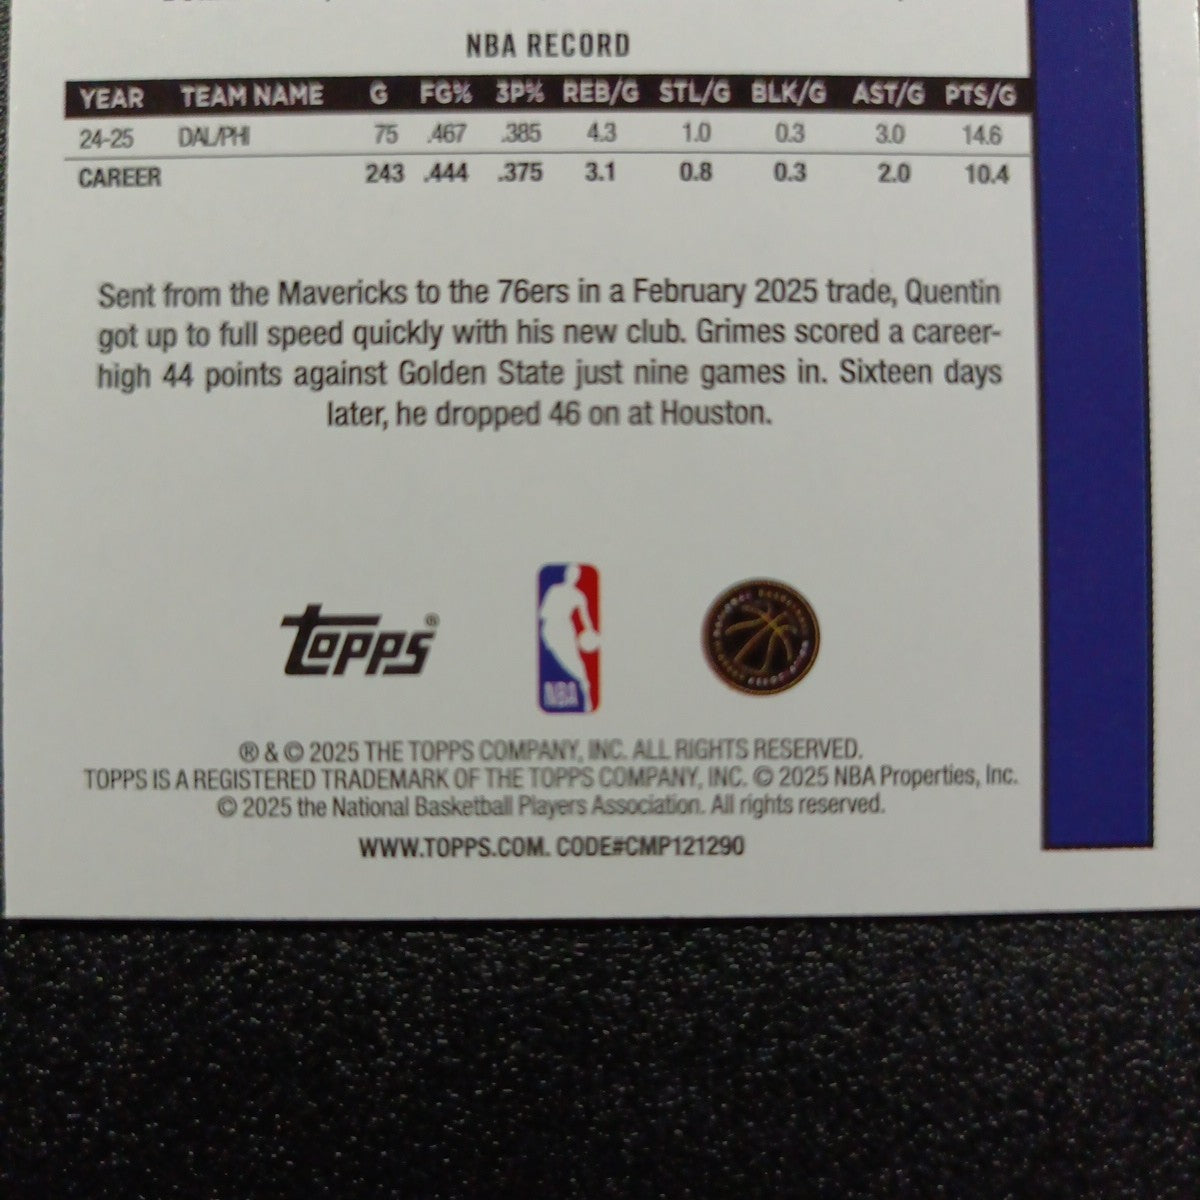 NBA RECORD
YEAR TEAM NAME G FG% 3P% REB/G STL/G BLK/G AST/G PTS/G
24-25 DAL/PHI 75 .467 .385 4.3 1.0 0.3 3.0 14.6
CAREER 243 .444 .375 3.1 0.8 0.3 2.0 10.4
Sent from the Mavericks to the 76ers in a February 2025 trade, Quentin
got up to full speed quickly with his new club. Grimes scored a career-
high 44 points against Golden State just nine games in. Sixteen days
later, he dropped 46 on at Houston.
Topps®
NBA
® & © 2025 THE TOPPS COMPANY, INC. ALL RIGHTS RESERVED.
TOPPS IS A REGISTERED TRADEMARK OF THE TOPPS COMPANY, INC. © 2025 NBA Properties, Inc.
© 2025 the National Basketball Players Association. All rights reserved.
WWW.TOPPS.COM. CODE#CMP121290